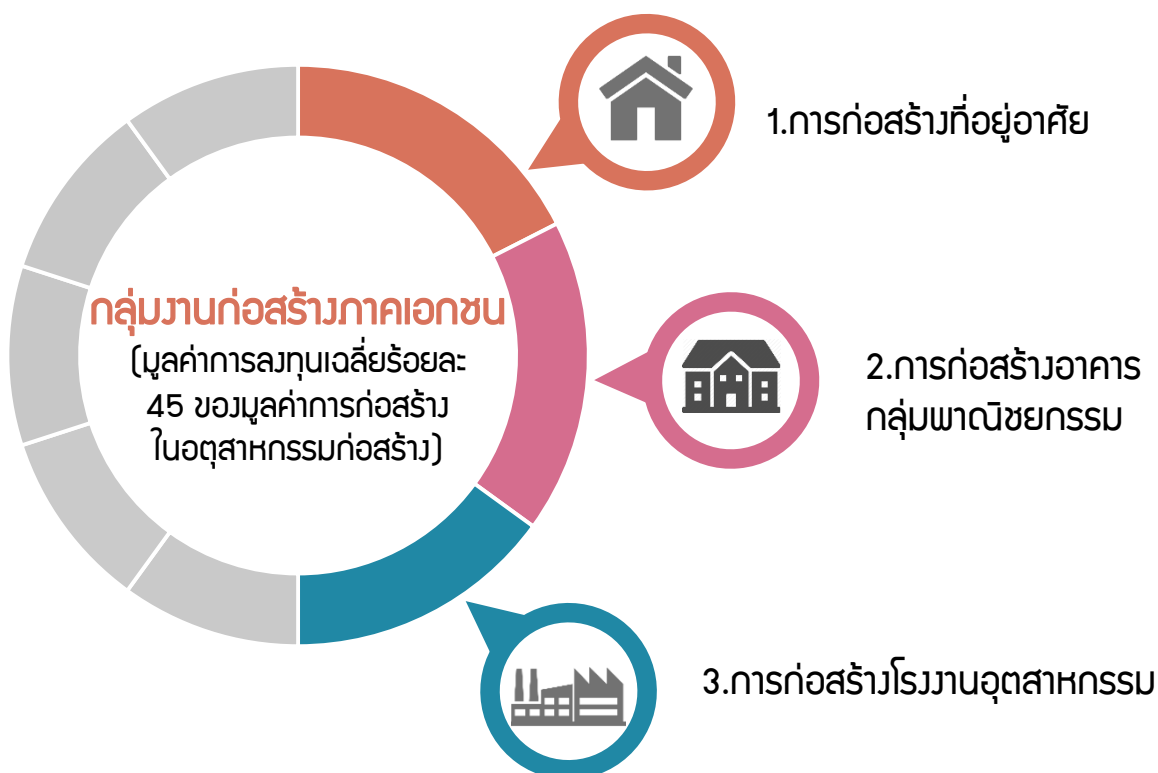 1.การก่อสร้างที่อยู่อาศัย
กลุ่มงานก่อสร้างภาคเอกชน
(มูลค่าการลงทุนเฉลี่ยร้อยละ
45 ของมูลค่าการก่อสร้าง
ในอุตสาหกรรมก่อสร้าง)
2.การก่อสร้างอาคาร
กลุ่มพาณิชยกรรม
3.การก่อสร้างโรงงานอุตสาหกรรม